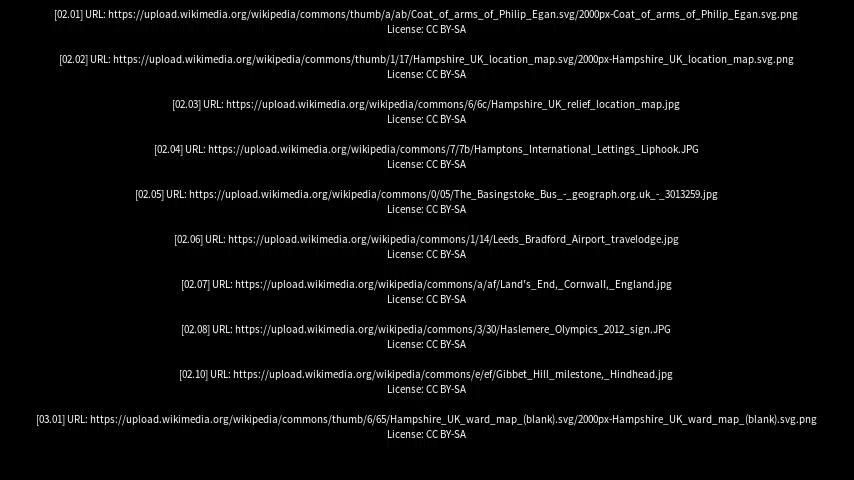 [02.01] URL: https://upload.wikimedia.org/wikipedia/commons/thumb/a/ab/Coat_of_arms_of_Philip_Egan.svg/2000px-Coat_of_arms_of_Philip_Egan.svg.png
License: CC BY-SA
[02.02] URL: https://upload.wikimedia.org/wikipedia/commons/thumb/1/17/Hampshire_UK_location_map.svg/2000px-Hampshire_UK_location_map.svg.png
License: CC BY-SA
[02.03] URL: https://upload.wikimedia.org/wikipedia/commons/6/6c/Hampshire_UK_relief_location_map.jpg
License: CC BY-SA
[02.04] URL: https://upload.wikimedia.org/wikipedia/commons/7/7b/Hamptons_International_Lettings_Liphook.JPG
License: CC BY-SA
[02.05] URL: https://upload.wikimedia.org/wikipedia/commons/0/05/The_Basingstoke_Bus_-_geograph.org.uk_-_3013259.jpg
License: CC BY-SA
[02.06] URL: https://upload.wikimedia.org/wikipedia/commons/1/14/Leeds_Bradford_Airport_travelodge.jpg
License: CC BY-SA
[02.07] URL: https://upload.wikimedia.org/wikipedia/commons/a/af/Land's_End,_Cornwall,_England.jpg
License: CC BY-SA
[02.08] URL: https://upload.wikimedia.org/wikipedia/commons/3/30/Haslemere_Olympics_2012_sign.JPG
License: CC BY-SA
[02.10] URL: https://upload.wikimedia.org/wikipedia/commons/e/ef/Gibbet_Hill_milestone,_Hindhead.jpg
License: CC BY-SA
[03.01] URL: https://upload.wikimedia.org/wikipedia/commons/thumb/6/65/Hampshire_UK_ward_map_(blank).svg/2000px-Hampshire_UK_ward_map_(blank).svg.png
License: CC BY-SA